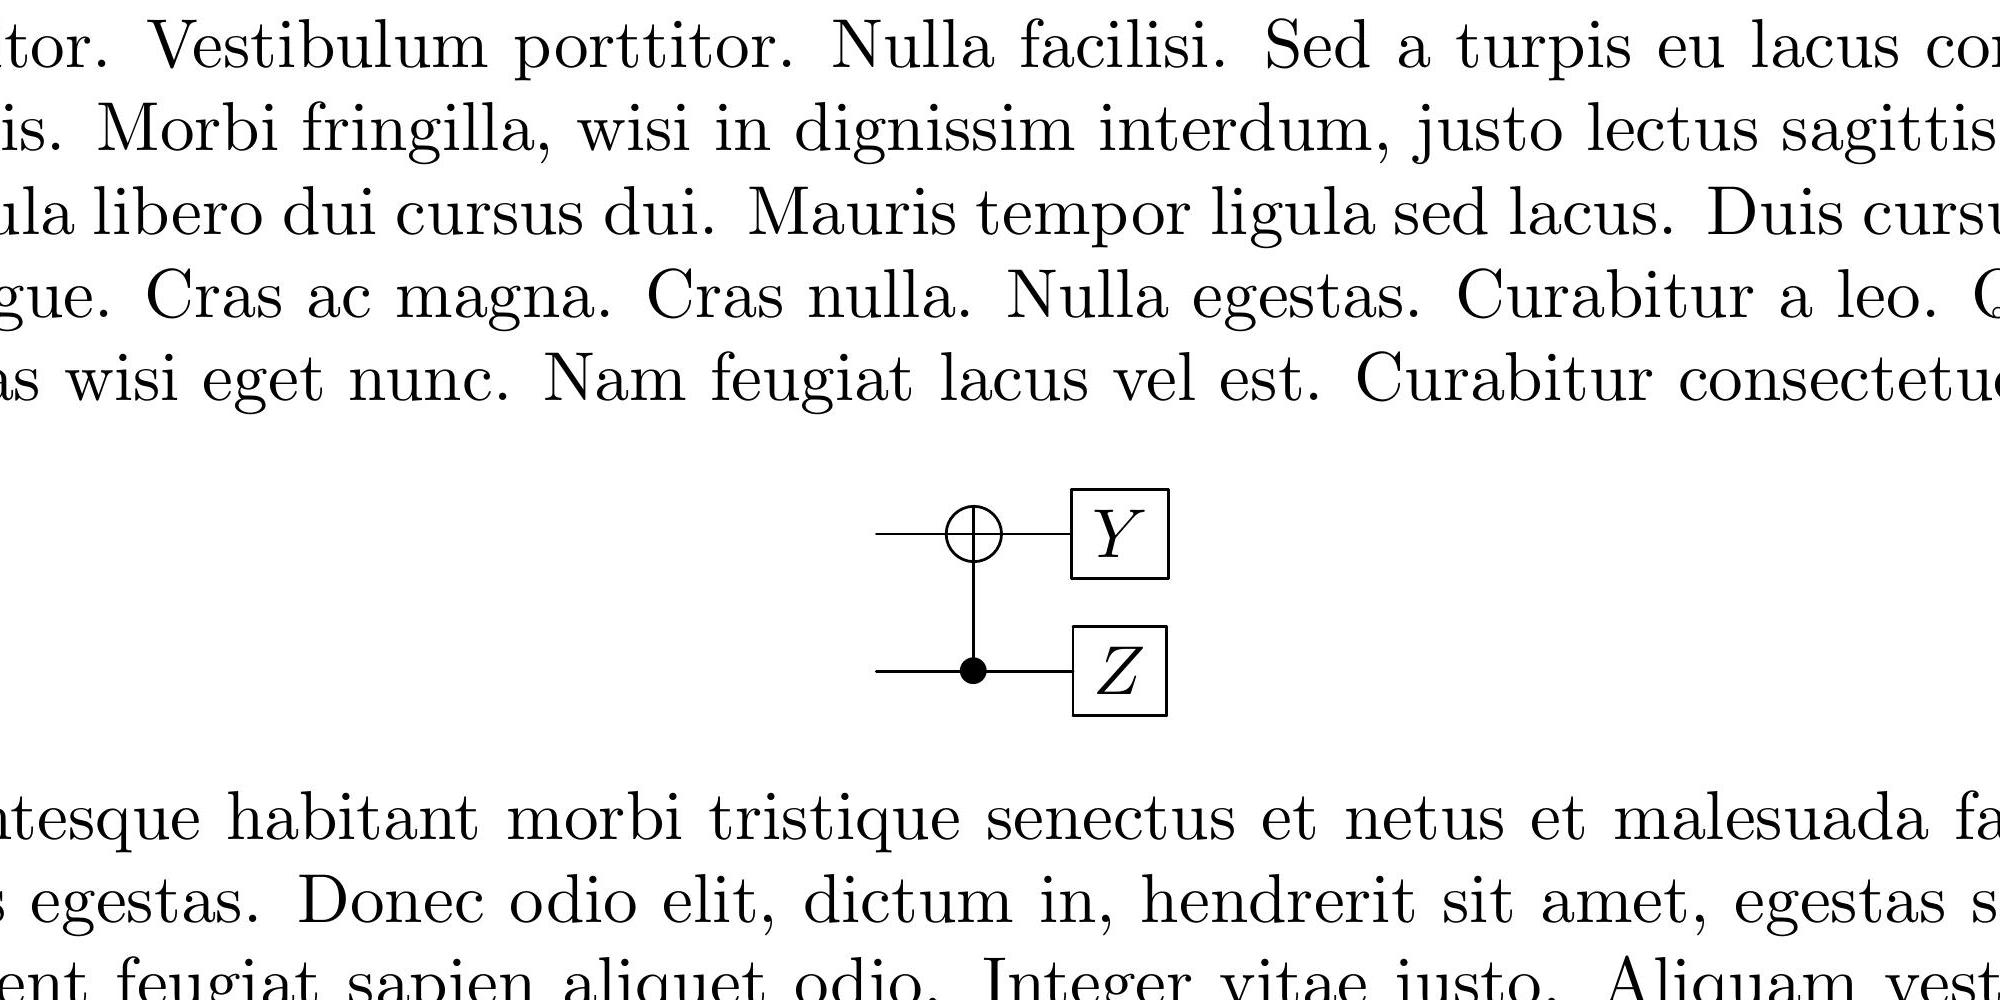 tor. Vestibulum porttitor. Nulla facilisi. Sed a turpis eu lacus con
is. Morbi fringilla, wisi in dignissim interdum, justo lectus sagittis
ula libero dui cursus dui. Mauris tempor ligula sed lacus. Duis cursu
gue. Cras ac magna. Cras nulla. Nulla egestas. Curabitur a leo. Q
as wisi eget nunc. Nam feugiat lacus vel est. Curabitur consectetue
Y
Z
ntesque habitant morbi tristique senectus et netus et malesuada fa
s egestas. Donec odio elit, dictum in, hendrerit sit amet, egestas s
ent feugiat sapien aliquet odio. Integer vitae justo. Aliquam vest